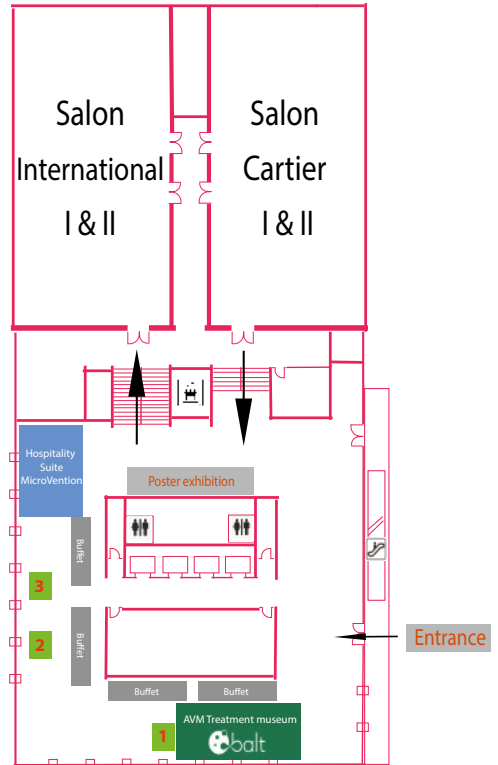 Salon
International
I & II
Salon
Cartier
I & II
Hospitality
Suite
MicroVention
Poster exhibition
Buffet
3
2
Buffet
Entrance
Buffet
Buffet
1
AVM Treatment museum
balt